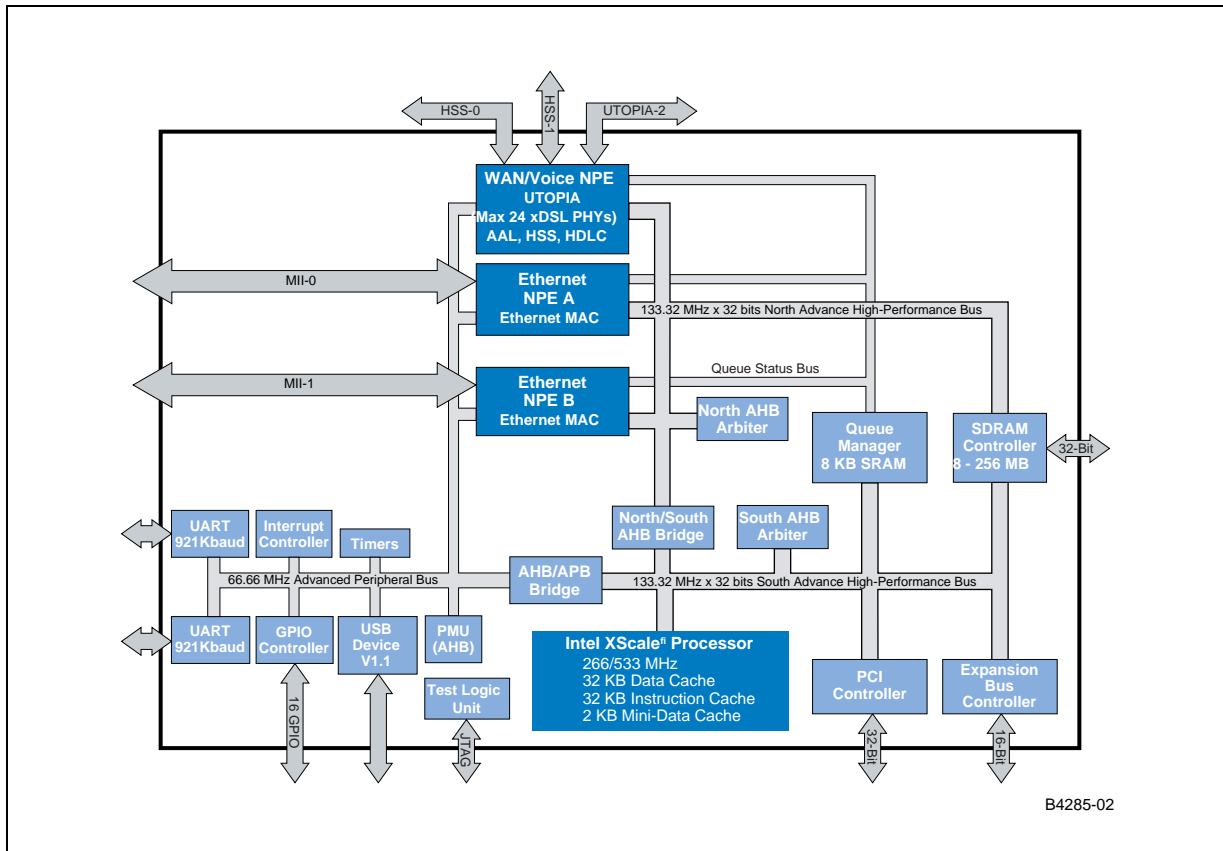 HSS-0
HSS-1
UTOPIA-2
WAN/Voice NPE
UTOPIA
(Max 24 xDSL PHYs)
AAL, HSS, HDLC
MII-0
Ethernet
NPE A
Ethernet MAC
133.32 MHz x 32 bits North Advance High-Performance Bus
MII-1
Ethernet
NPE B
Ethernet MAC
Queue Status Bus
North AHB
Arbiter
Queue
Manager
8 KB SRAM
SDRAM
Controller
8 - 256 MB
32-Bit
UART
921Kbaud
Interrupt
Controller
Timers
North/South
AHB Bridge
South AHB
Arbiter
66.66 MHz Advanced Peripheral Bus
AHB/APB
Bridge
133.32 MHz x 32 bits South Advance High-Performance Bus
UART
921Kbaud
GPIO
Controller
USB
Device
V1.1
PMU
(AHB)
Test Logic
Unit
Intel XScaleﬁ Processor
266/533 MHz
32 KB Data Cache
32 KB Instruction Cache
2 KB Mini-Data Cache
PCI
Controller
Expansion
Bus
Controller
16 GPIO
JTAG
32-Bit
16-Bit
B4285-02